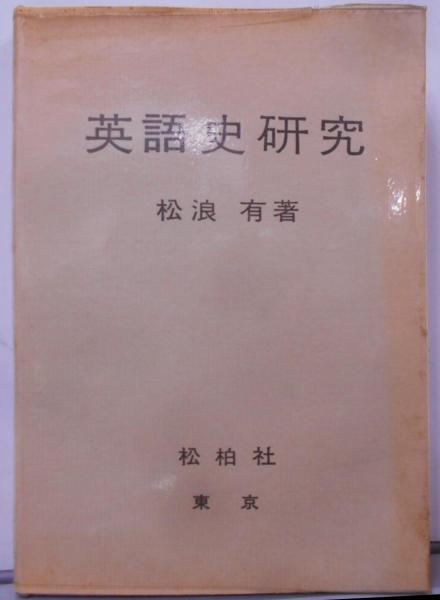 英語史研究
松浪 有著
松柏社
東京